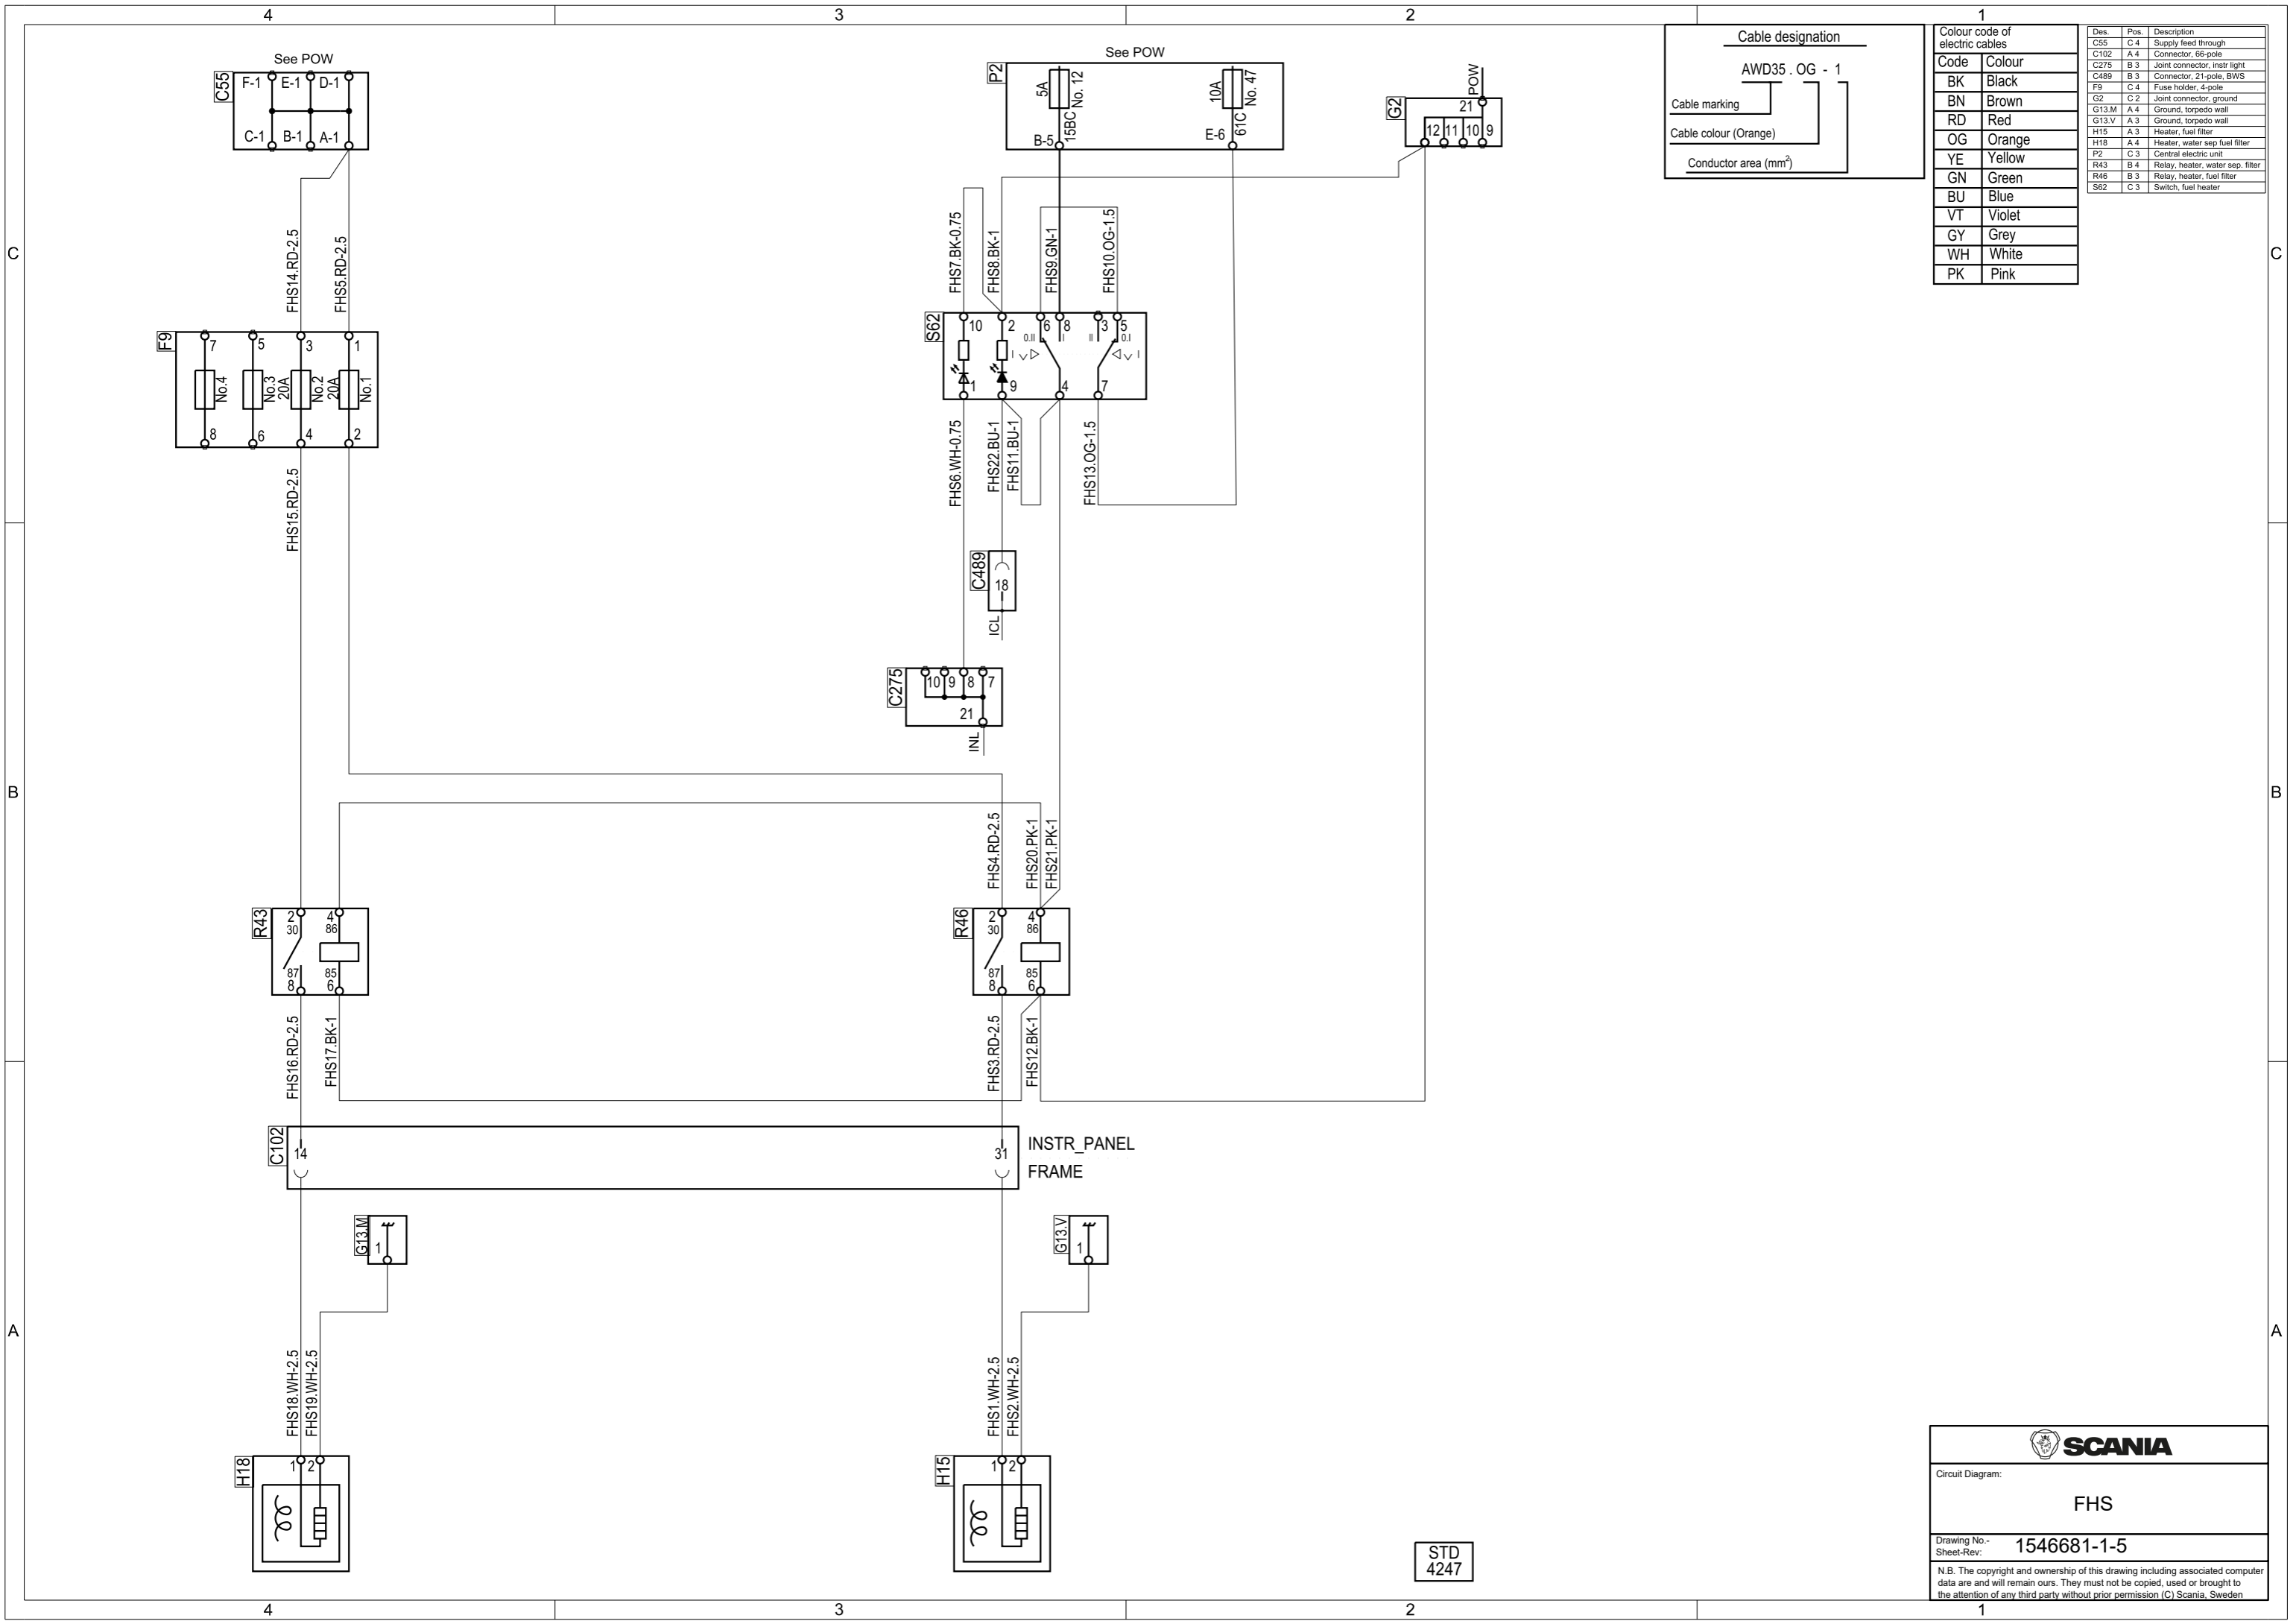 4
3
2
1
See POW
C55
F-1 E-1 D-1
C-1 B-1 A-1
FHS14.RD-2.5
FHS5.RD-2.5
F9
7 5 3 1
No.4
No.3
20A
No.2
20A
No.1
8 6 4 2
FHS15.RD-2.5
See POW
P2
5A
No. 12
10A
No. 47
15BC
61C
B-5
E-6
G2
POW
21
12 11 10 9
FHS7.BK-0.75
FHS8.BK-1
FHS9.GN-1
FHS10.OG-1.5
S62
10 2 6 8 3 5
0.II I II 0.I
I I
1 9 4 7
FHS6.WH-0.75
FHS22.BU-1
FHS11.BU-1
FHS13.OG-1.5
C489
18
ICL
C275
10 9 8 7
21
INL
FHS4.RD-2.5
FHS20.PK-1
FHS21.PK-1
R43
2 4
30 86
87 85
8 6
R46
2 4
30 86
87 85
8 6
FHS16.RD-2.5
FHS17.BK-1
FHS3.RD-2.5
FHS12.BK-1
C102
14
31
INSTR_PANEL
FRAME
G13.M
1
G13.V
1
FHS18.WH-2.5
FHS19.WH-2.5
FHS1.WH-2.5
FHS2.WH-2.5
H18
1 2
H15
1 2
Cable designation
AWD35 . OG - 1
Cable marking
Cable colour (Orange)
Conductor area (mm²)
Colour code of
electric cables
Code Colour
BK Black
BN Brown
RD Red
OG Orange
YE Yellow
GN Green
BU Blue
VT Violet
GY Grey
WH White
PK Pink
Des. Pos. Description
C55 C 4 Supply feed through
C102 A 4 Connector, 66-pole
C275 B 3 Joint connector, instr light
C489 B 3 Connector, 21-pole, BWS
F9 C 4 Fuse holder, 4-pole
G2 C 2 Joint connector, ground
G13.M A 4 Ground, torpedo wall
G13.V A 3 Ground, torpedo wall
H15 A 3 Heater, fuel filter
H18 A 4 Heater, water sep fuel filter
P2 C 3 Central electric unit
R43 B 4 Relay, heater, water sep. filter
R46 B 3 Relay, heater, fuel filter
S62 C 3 Switch, fuel heater
C
C
B
B
A
A
STD
4247
SCANIA
Circuit Diagram:
FHS
Drawing No.-
Sheet-Rev: 1546681-1-5
N.B. The copyright and ownership of this drawing including associated computer
data are and will remain ours. They must not be copied, used or brought to
the attention of any third party without prior permission (C) Scania, Sweden
4
3
2
1